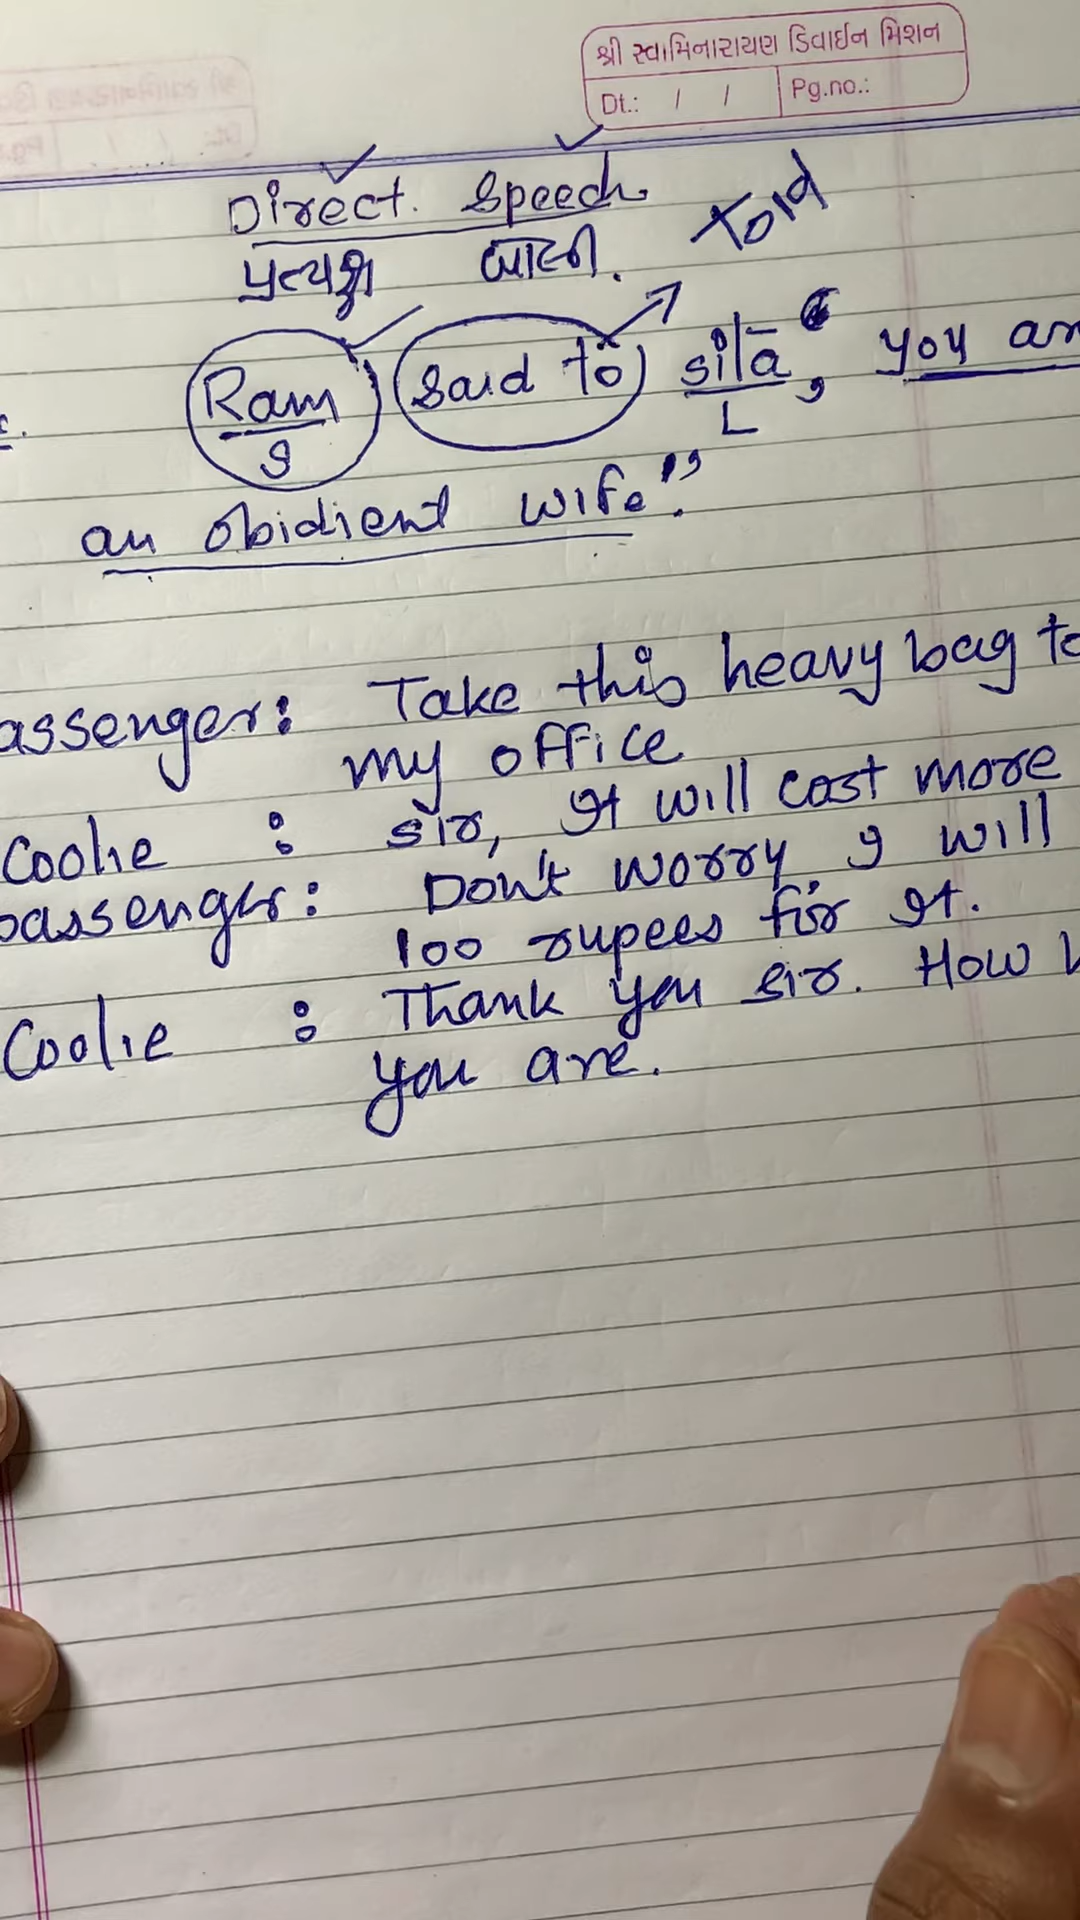 શ્રી સ્વામિનારાયણ ડિવાઈન મિશન
Dt.: / / Pg.no.:
Direct. Speech
પ્રત્યક્ષ
told
Ram said to sita, "you
S L
an obidient wife".
assenger: Take this heavy bag to
my office
Coolie : sir, It will cost more
passenger: Don't worry, I will
100 rupees for It.
Coolie : Thank you sir. How
you are.